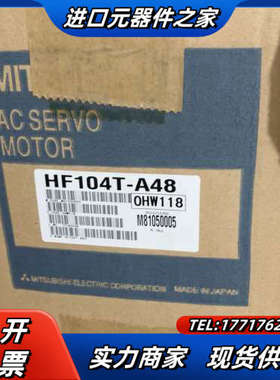 进口元器件之家
MIT
AC SERVO
MOTOR
HF104T-A48
OHW118
M81050005
MITSUBISHI ELECTRIC CORPORATION
MADE IN JAPAN
可开票
TEL:1771762
实力商家 现货供